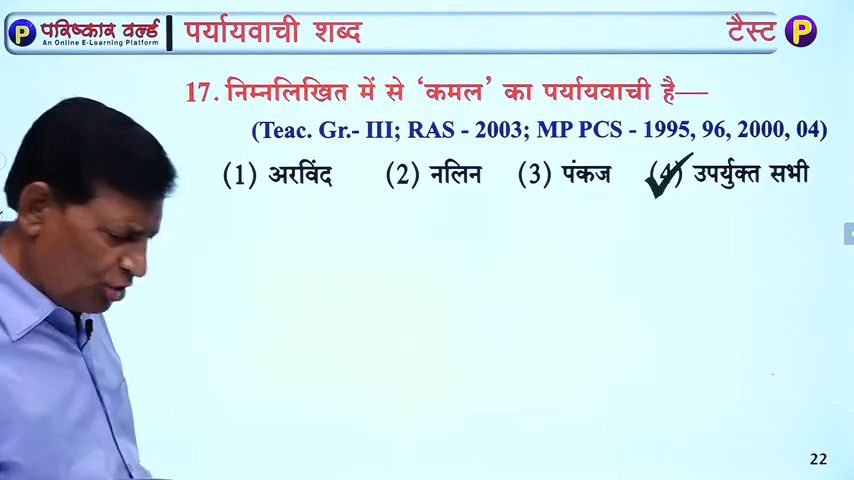 परिष्कार वर्ल्ड
An Online E-Learning Platform
पर्यायवाची शब्द
टैस्ट
17. निम्नलिखित में से ‘कमल’ का पर्यायवाची है—
(Teac. Gr.- III; RAS - 2003; MP PCS - 1995, 96, 2000, 04)
(1) अरविंद (2) नलिन (3) पंकज (4) उपर्युक्त सभी
22